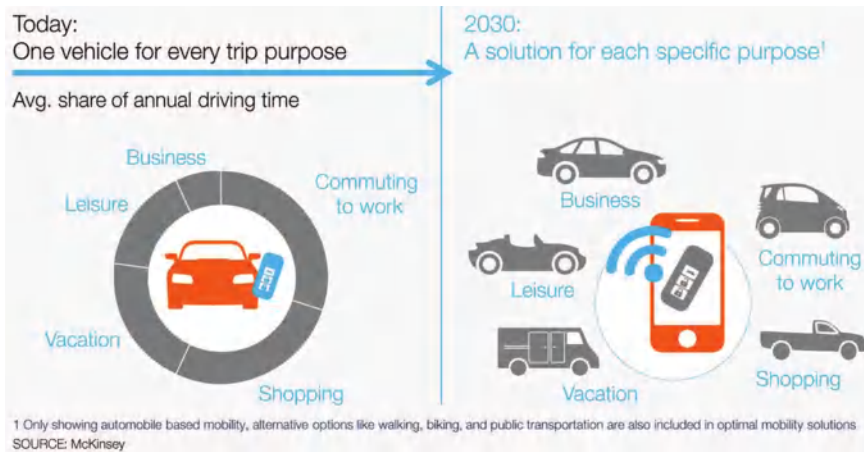 Today:
One vehicle for every trip purpose
Avg. share of annual driving time
Business
Leisure
Commuting
to work
Vacation
Shopping
2030:
A solution for each specific purpose¹
Business
Leisure
Commuting
to work
Vacation
Shopping
1 Only showing automobile based mobility, alternative options like walking, biking, and public transportation are also included in optimal mobility solutions
SOURCE: McKinsey